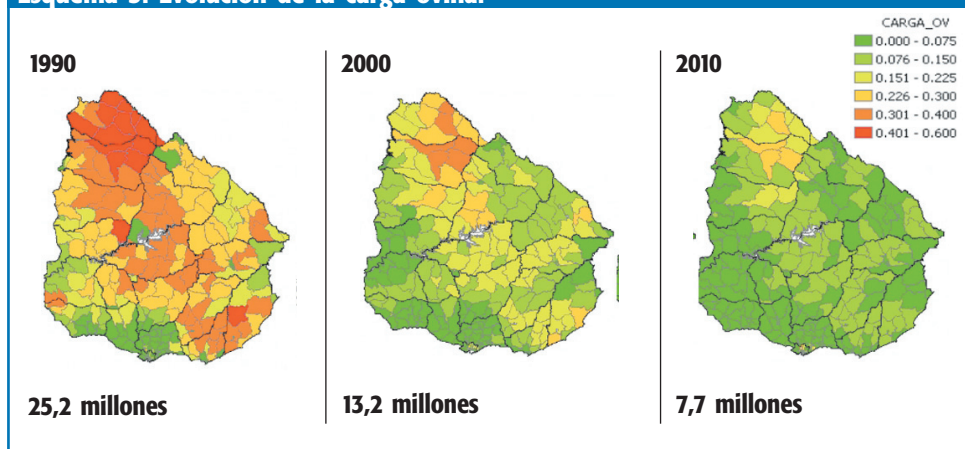 Esquema 3. Evolución de la carga ovina.
CARGA_OV
0.000 - 0.075
0.076 - 0.150
0.151 - 0.225
0.226 - 0.300
0.301 - 0.400
0.401 - 0.600
1990
2000
2010
25,2 millones
13,2 millones
7,7 millones